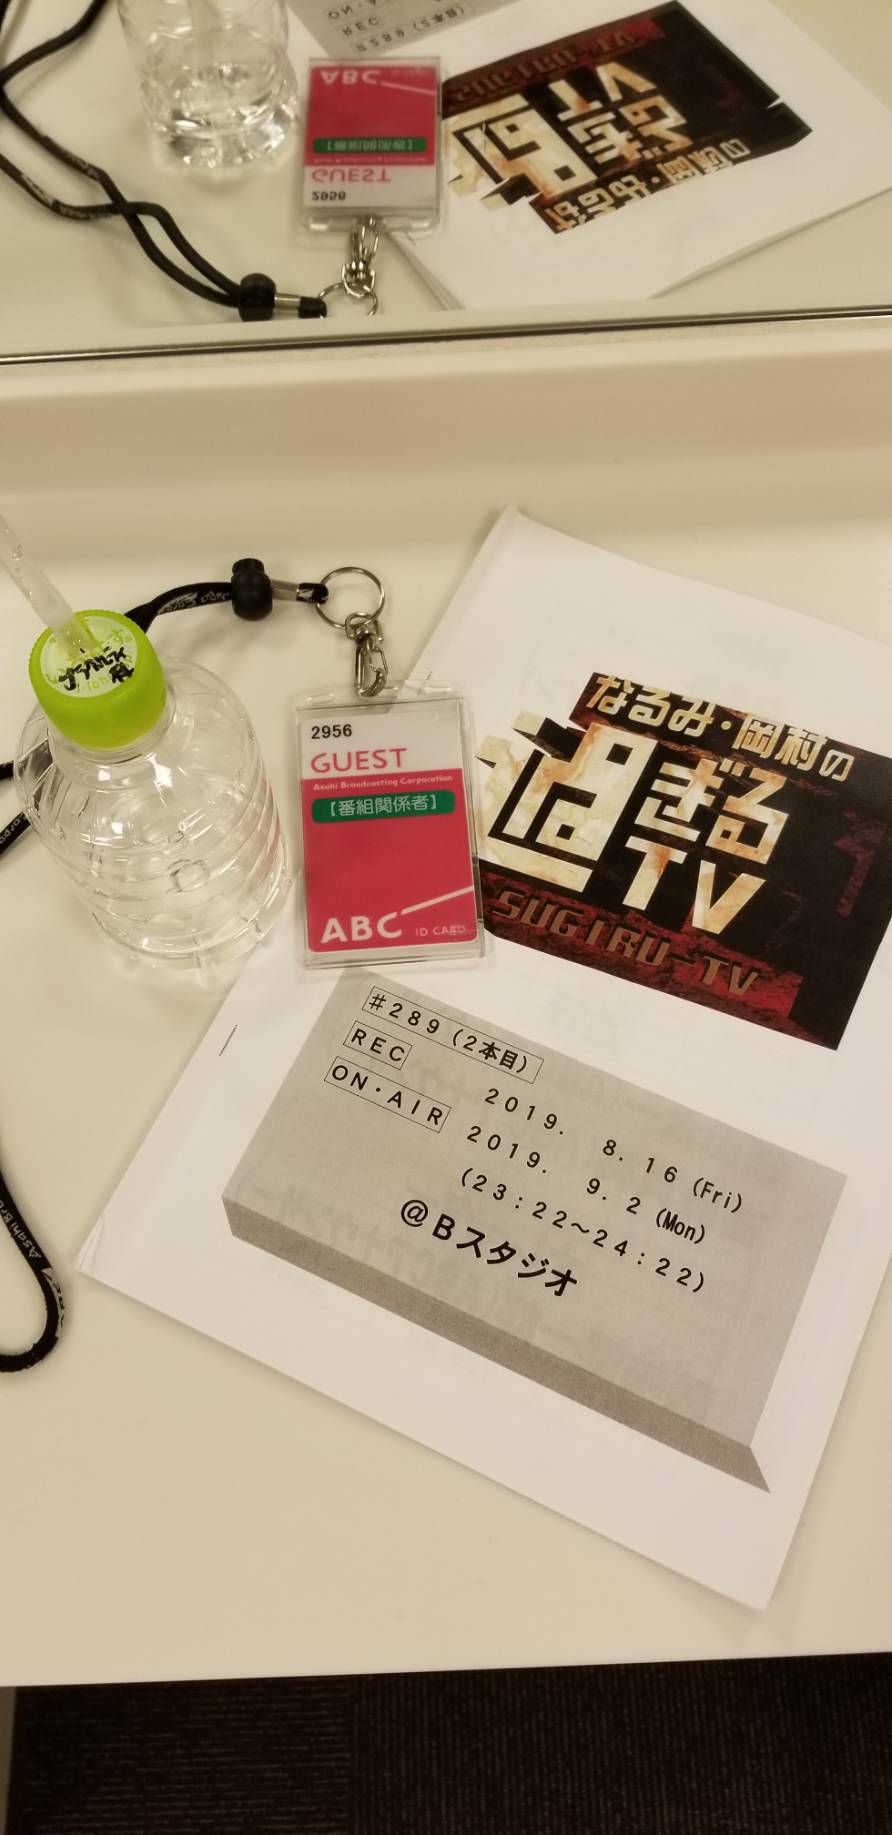 2956
GUEST
Asahi Broadcasting Corporation
【番組関係者】
ABC ID CARD
なるみ・岡村の
過ぎる
TV
SUGIRU-TV
#289(2本目)
REC 2019. 8.16(Fri)
ON・AIR 2019. 9. 2(Mon)
(23:22~24:22)
@Bスタジオ